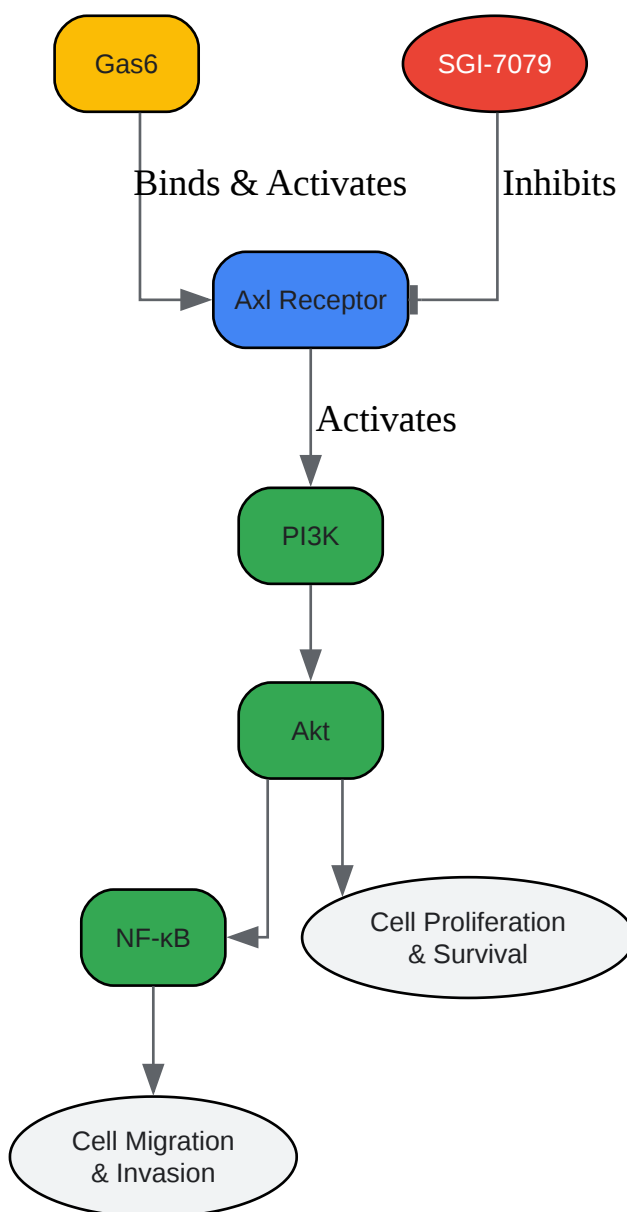 Gas6
SGI-7079
Binds & Activates
Inhibits
Axl Receptor
Activates
PI3K
Akt
NF-κB
Cell Proliferation
& Survival
Cell Migration
& Invasion